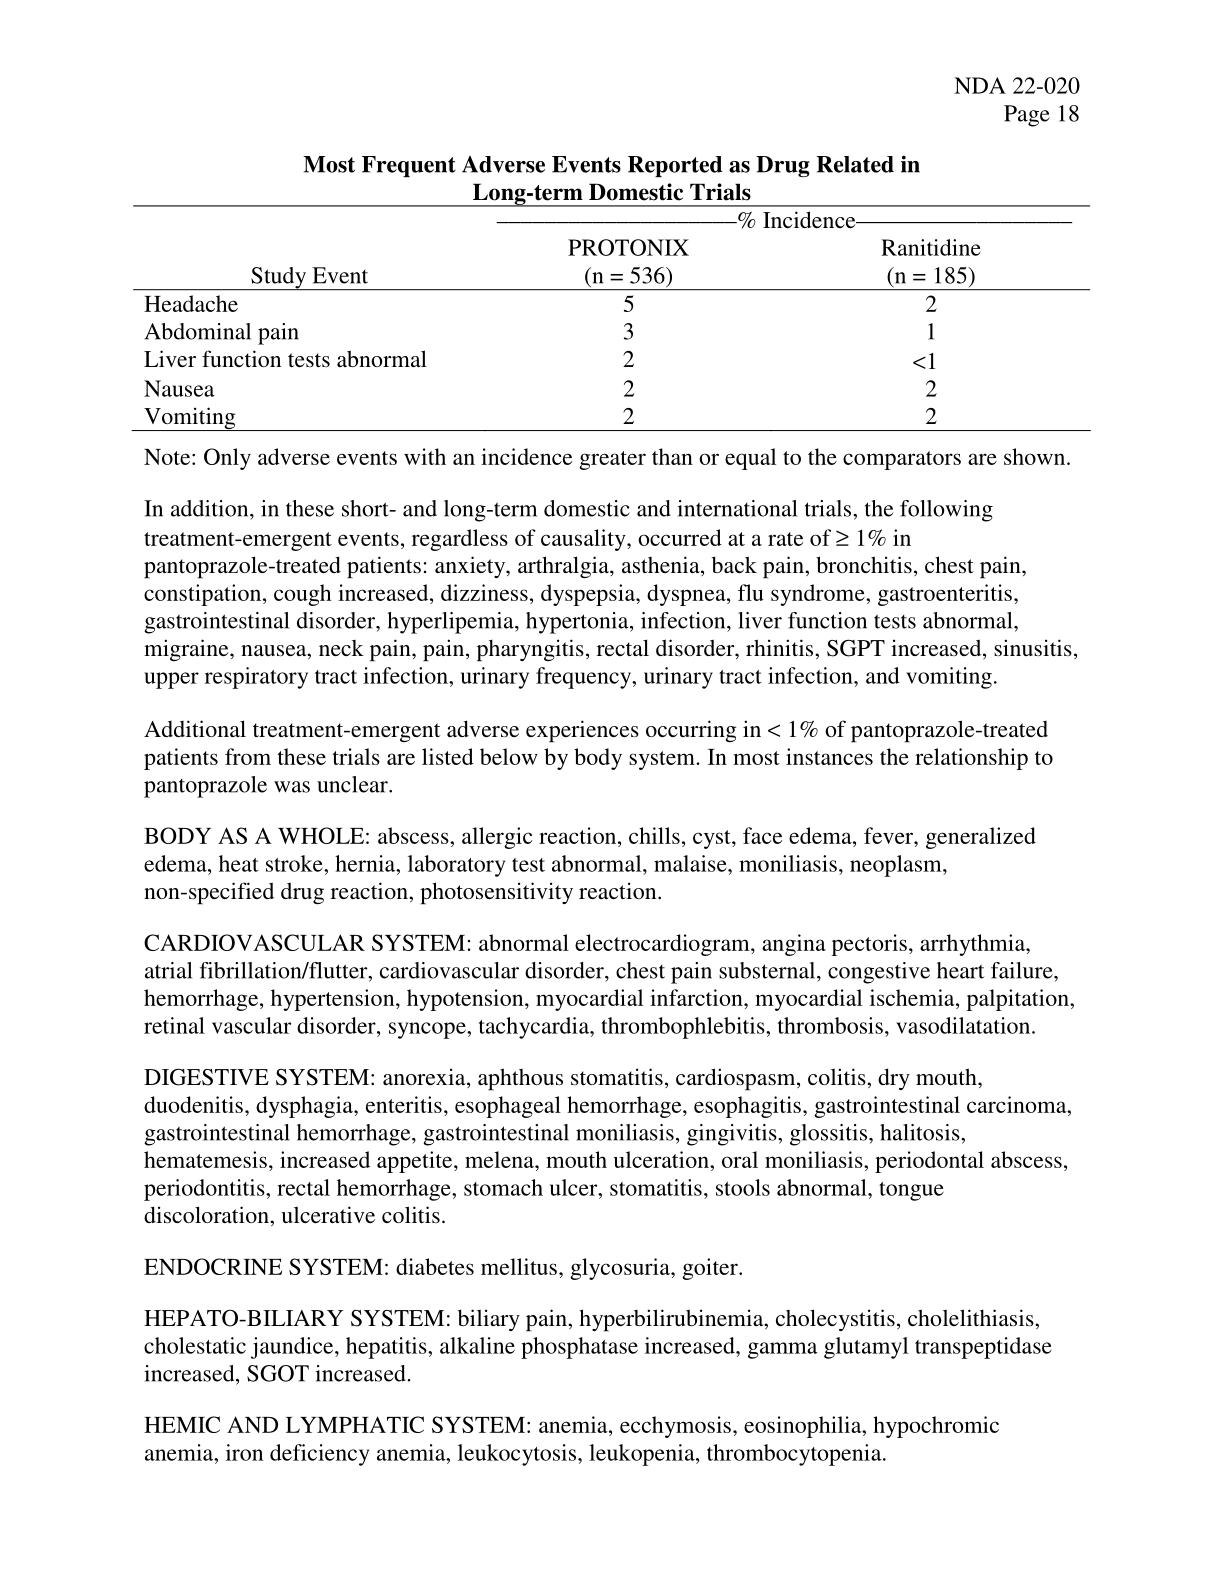 NDA 22-020
Page 18
Most Frequent Adverse Events Reported as Drug Related in
Long-term Domestic Trials
% Incidence
PROTONIX Ranitidine
Study Event (n = 536) (n = 185)
Headache 5 2
Abdominal pain 3 1
Liver function tests abnormal 2 <1
Nausea 2 2
Vomiting 2 2
Note: Only adverse events with an incidence greater than or equal to the comparators are shown.
In addition, in these short- and long-term domestic and international trials, the following
treatment-emergent events, regardless of causality, occurred at a rate of ≥ 1% in
pantoprazole-treated patients: anxiety, arthralgia, asthenia, back pain, bronchitis, chest pain,
constipation, cough increased, dizziness, dyspepsia, dyspnea, flu syndrome, gastroenteritis,
gastrointestinal disorder, hyperlipemia, hypertonia, infection, liver function tests abnormal,
migraine, nausea, neck pain, pain, pharyngitis, rectal disorder, rhinitis, SGPT increased, sinusitis,
upper respiratory tract infection, urinary frequency, urinary tract infection, and vomiting.
Additional treatment-emergent adverse experiences occurring in < 1% of pantoprazole-treated
patients from these trials are listed below by body system. In most instances the relationship to
pantoprazole was unclear.
BODY AS A WHOLE: abscess, allergic reaction, chills, cyst, face edema, fever, generalized
edema, heat stroke, hernia, laboratory test abnormal, malaise, moniliasis, neoplasm,
non-specified drug reaction, photosensitivity reaction.
CARDIOVASCULAR SYSTEM: abnormal electrocardiogram, angina pectoris, arrhythmia,
atrial fibrillation/flutter, cardiovascular disorder, chest pain substernal, congestive heart failure,
hemorrhage, hypertension, hypotension, myocardial infarction, myocardial ischemia, palpitation,
retinal vascular disorder, syncope, tachycardia, thrombophlebitis, thrombosis, vasodilatation.
DIGESTIVE SYSTEM: anorexia, aphthous stomatitis, cardiospasm, colitis, dry mouth,
duodenitis, dysphagia, enteritis, esophageal hemorrhage, esophagitis, gastrointestinal carcinoma,
gastrointestinal hemorrhage, gastrointestinal moniliasis, gingivitis, glossitis, halitosis,
hematemesis, increased appetite, melena, mouth ulceration, oral moniliasis, periodontal abscess,
periodontitis, rectal hemorrhage, stomach ulcer, stomatitis, stools abnormal, tongue
discoloration, ulcerative colitis.
ENDOCRINE SYSTEM: diabetes mellitus, glycosuria, goiter.
HEPATO-BILIARY SYSTEM: biliary pain, hyperbilirubinemia, cholecystitis, cholelithiasis,
cholestatic jaundice, hepatitis, alkaline phosphatase increased, gamma glutamyl transpeptidase
increased, SGOT increased.
HEMIC AND LYMPHATIC SYSTEM: anemia, ecchymosis, eosinophilia, hypochromic
anemia, iron deficiency anemia, leukocytosis, leukopenia, thrombocytopenia.